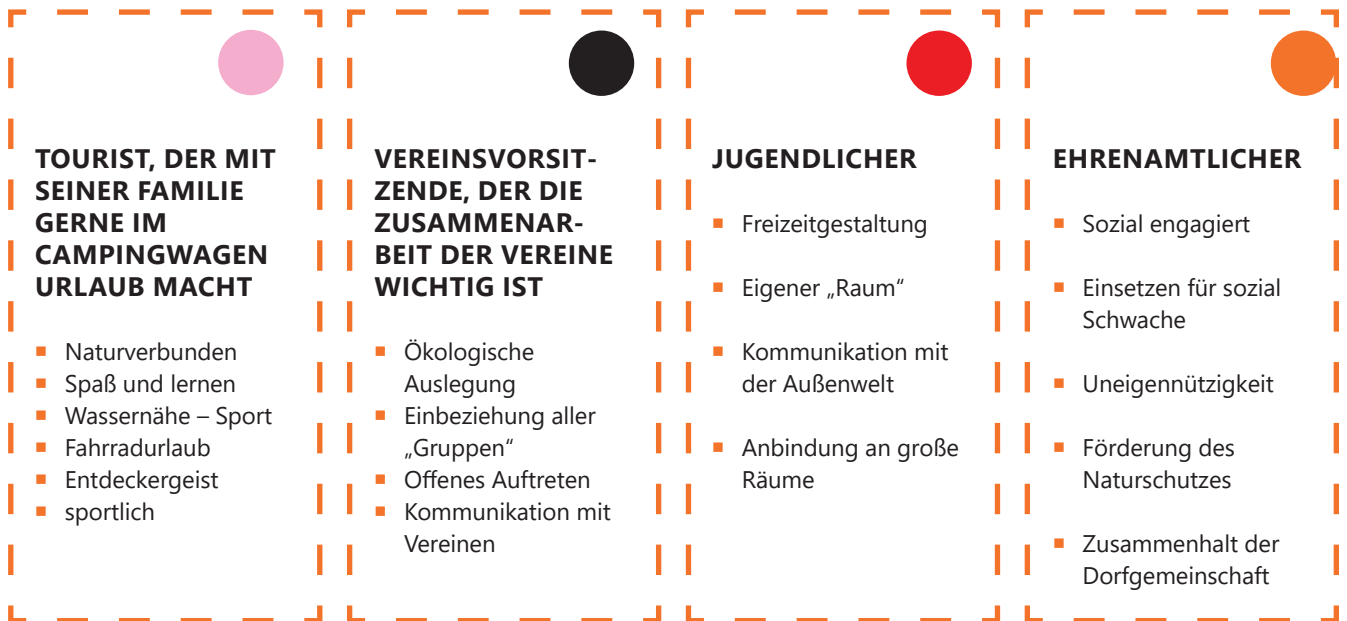 TOURIST, DER MIT
SEINER FAMILIE
GERNE IM
CAMPINGWAGEN
URLAUB MACHT
▪ Naturverbunden
▪ Spaß und lernen
▪ Wassernähe – Sport
▪ Fahrradurlaub
▪ Entdeckergeist
▪ sportlich
VEREINSVORSIT-
ZENDE, DER DIE
ZUSAMMENAR-
BEIT DER VEREINE
WICHTIG IST
▪ Ökologische
Auslegung
▪ Einbeziehung aller
„Gruppen“
▪ Offenes Auftreten
▪ Kommunikation mit
Vereinen
JUGENDLICHER
▪ Freizeitgestaltung
▪ Eigener „Raum“
▪ Kommunikation mit
der Außenwelt
▪ Anbindung an große
Räume
EHRENAMTLICHER
▪ Sozial engagiert
▪ Einsetzen für sozial
Schwache
▪ Uneigennützigkeit
▪ Förderung des
Naturschutzes
▪ Zusammenhalt der
Dorfgemeinschaft